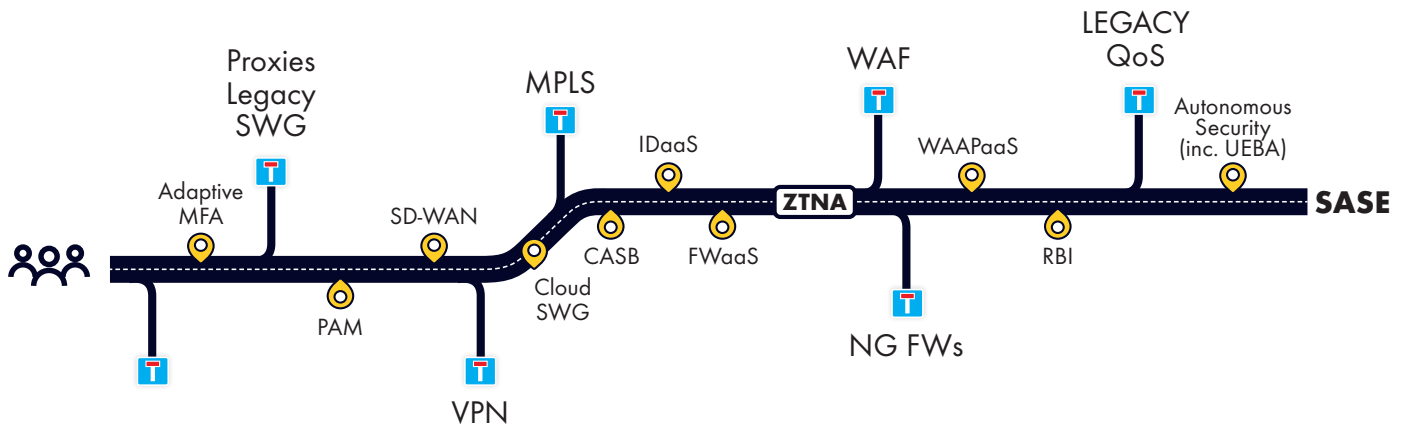 Proxies
Legacy
SWG
Adaptive
MFA
PAM
SD-WAN
VPN
MPLS
Cloud
SWG
CASB
IDaaS
FWaaS
ZTNA
WAF
NG FWs
WAAPaaS
RBI
LEGACY
QoS
Autonomous
Security
(inc. UEBA)
SASE